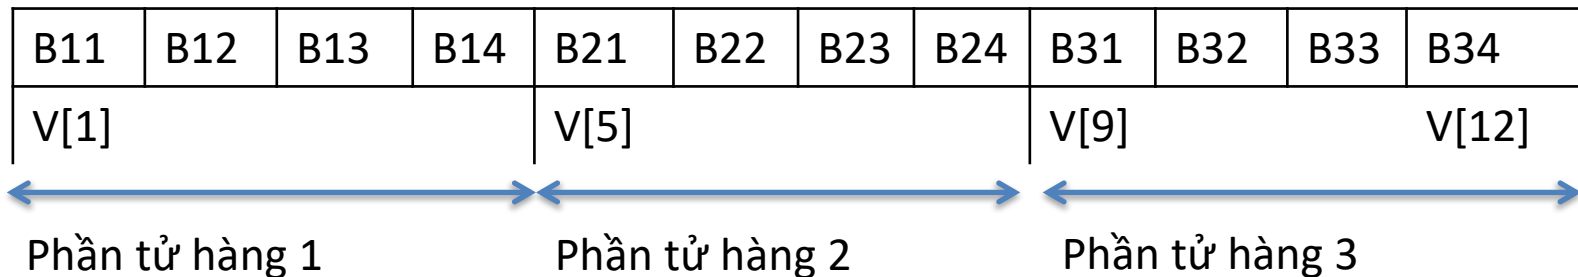 B11 B12 B13 B14 B21 B22 B23 B24 B31 B32 B33 B34
V[1] V[5] V[9] V[12]
Phần tử hàng 1 Phần tử hàng 2 Phần tử hàng 3